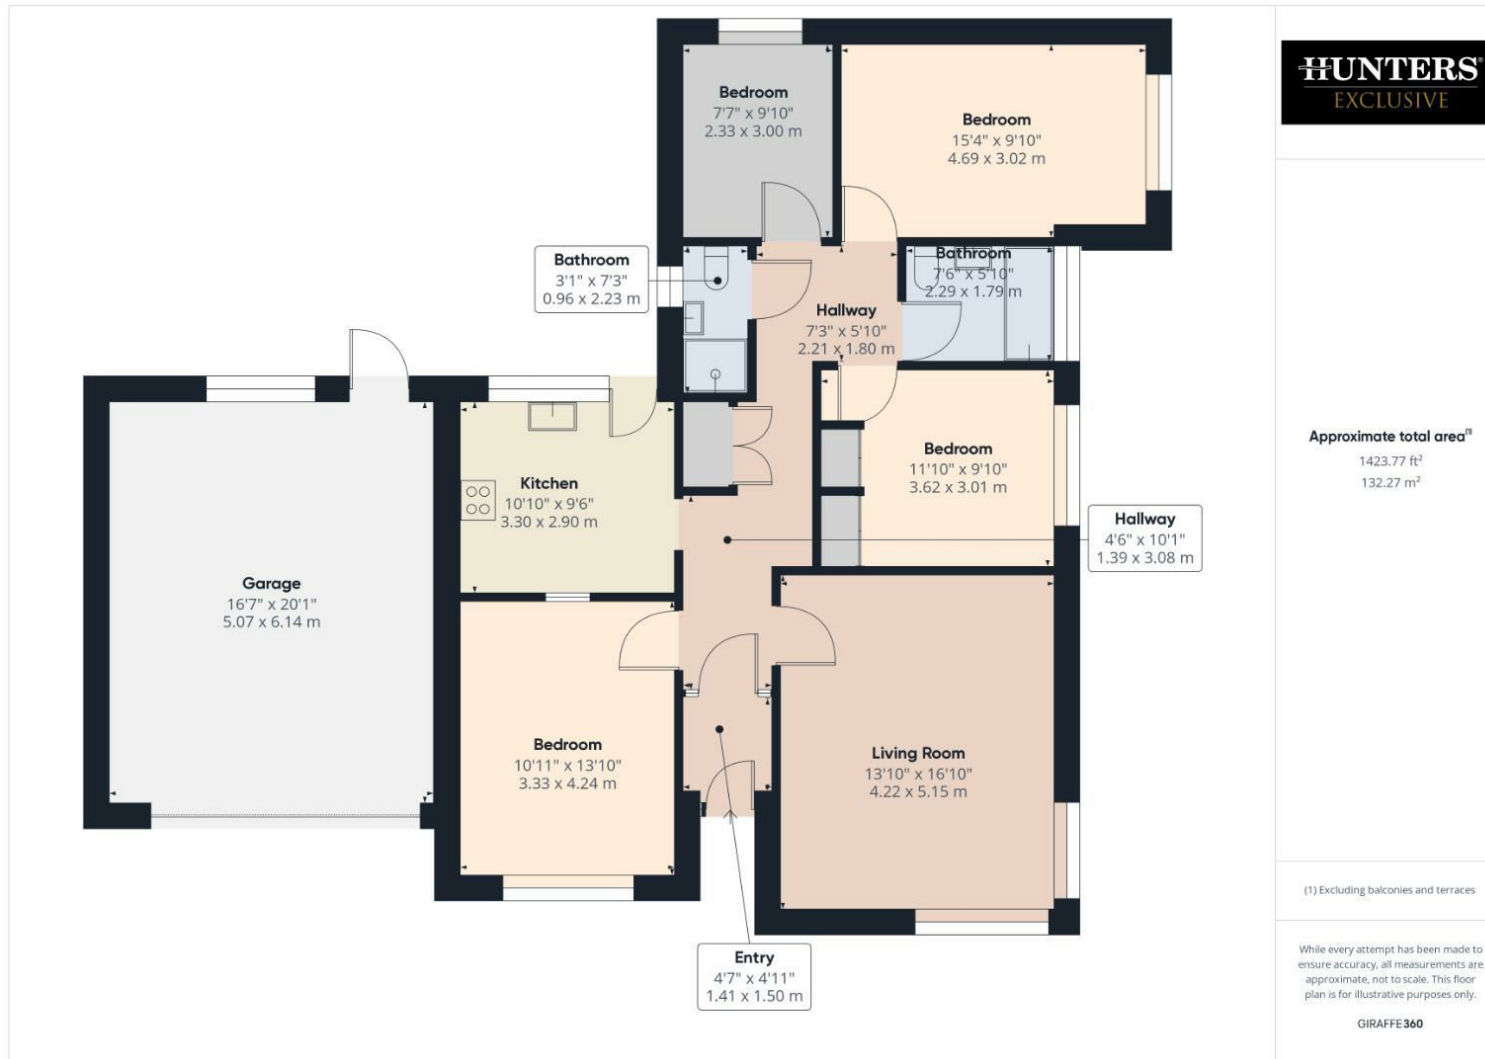 Bedroom
7'7" x 9'10"
2.33 x 3.00 m
Bedroom
15'4" x 9'10"
4.69 x 3.02 m
Bathroom
3'1" x 7'3"
0.96 x 2.23 m
Bathroom
7'6" x 5'10"
2.29 x 1.79 m
Hallway
7'3" x 5'10"
2.21 x 1.80 m
Kitchen
10'10" x 9'6"
3.30 x 2.90 m
Bedroom
11'10" x 9'10"
3.62 x 3.01 m
Hallway
4'6" x 10'1"
1.39 x 3.08 m
Garage
16'7" x 20'1"
5.07 x 6.14 m
Bedroom
10'11" x 13'10"
3.33 x 4.24 m
Living Room
13'10" x 16'10"
4.22 x 5.15 m
Entry
4'7" x 4'11"
1.41 x 1.50 m
HUNTERS
EXCLUSIVE
Approximate total area(1)
1423.77 ft²
132.27 m²
(1) Excluding balconies and terraces
While every attempt has been made to
ensure accuracy, all measurements are
approximate, not to scale. This floor
plan is for illustrative purposes only.
GIRAFFE360